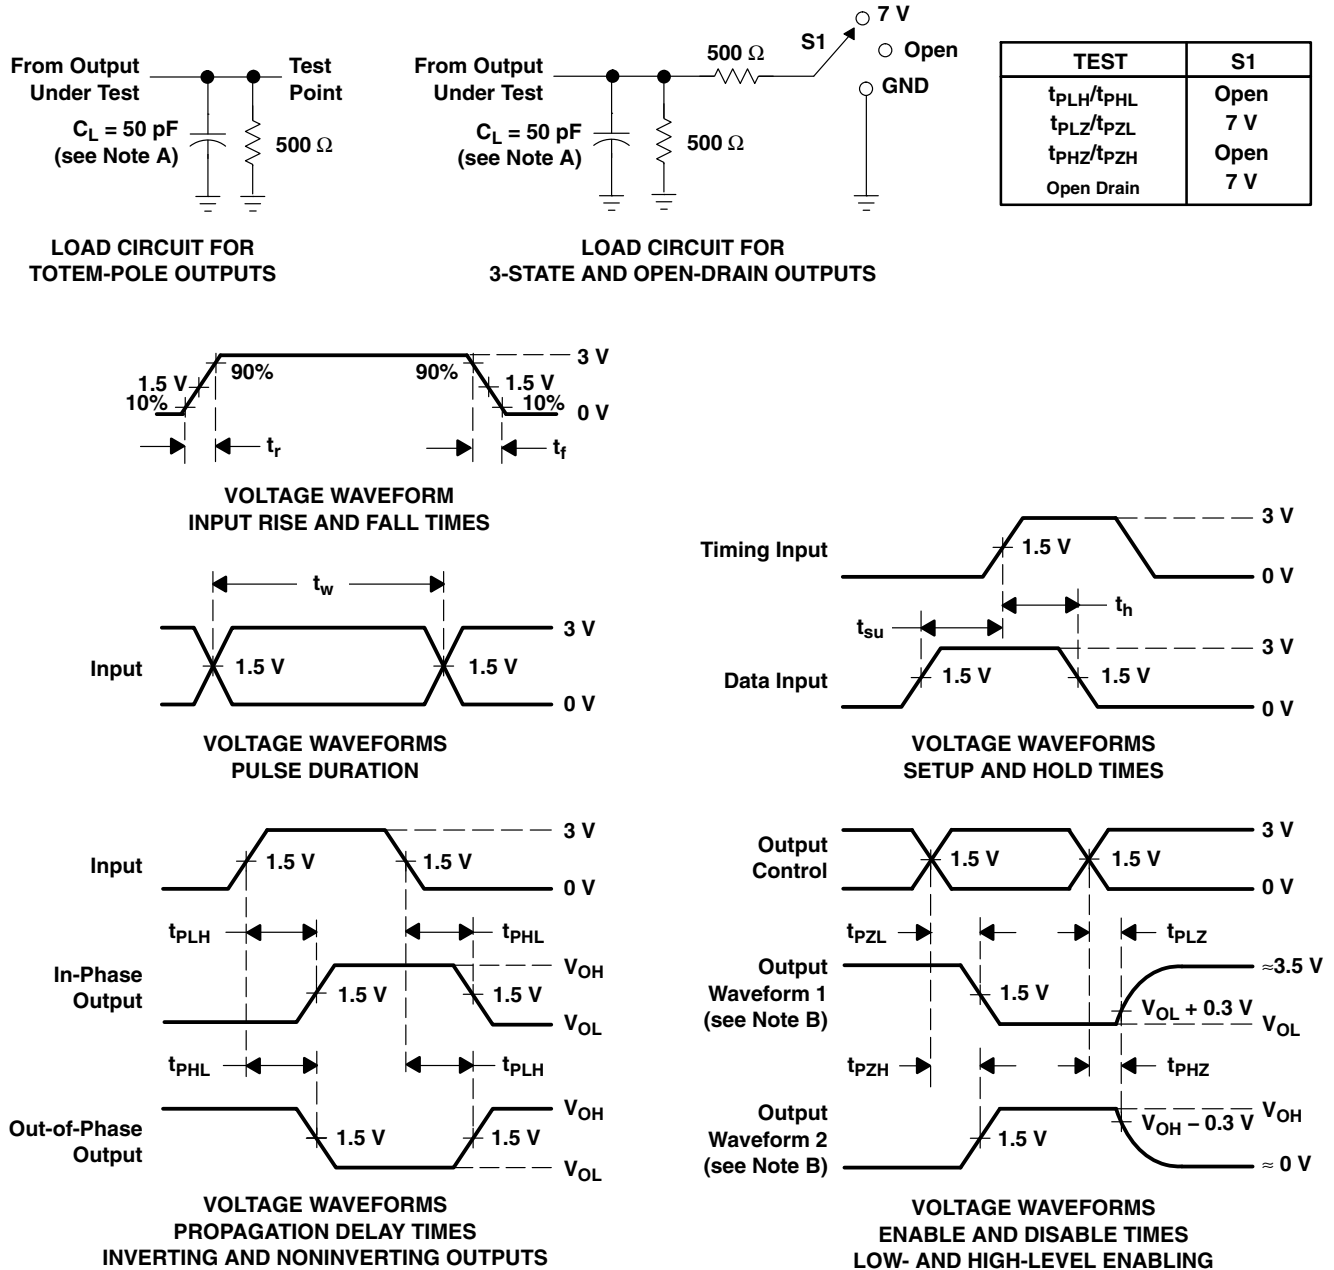 From Output
Under Test
Test
Point
C_L = 50 pF
(see Note A)
500 Ω
LOAD CIRCUIT FOR
TOTEM-POLE OUTPUTS
From Output
Under Test
C_L = 50 pF
(see Note A)
500 Ω
500 Ω
S1
7 V
Open
GND
LOAD CIRCUIT FOR
3-STATE AND OPEN-DRAIN OUTPUTS
TEST S1
tPLH/tPHL Open
tPLZ/tPZL 7 V
tPHZ/tPZH Open
Open Drain 7 V
3 V
90% 90%
1.5 V 1.5 V
10% 10%
0 V
tr tf
VOLTAGE WAVEFORM
INPUT RISE AND FALL TIMES
tw
Input
3 V
1.5 V 1.5 V
0 V
VOLTAGE WAVEFORMS
PULSE DURATION
Timing Input
3 V
1.5 V
0 V
th
tsu
Data Input
3 V
1.5 V 1.5 V
0 V
VOLTAGE WAVEFORMS
SETUP AND HOLD TIMES
Input
3 V
1.5 V 1.5 V
0 V
tPLH tPHL
In-Phase
Output
VOH
1.5 V 1.5 V
VOL
tPHL tPLH
Out-of-Phase
Output
VOH
1.5 V 1.5 V
VOL
VOLTAGE WAVEFORMS
PROPAGATION DELAY TIMES
INVERTING AND NONINVERTING OUTPUTS
Output
Control
3 V
1.5 V 1.5 V
0 V
tPZL tPLZ
Output
Waveform 1
(see Note B)
≈3.5 V
1.5 V
VOL + 0.3 V
VOL
tPZH tPHZ
Output
Waveform 2
(see Note B)
VOH
1.5 V
VOH − 0.3 V
≈ 0 V
VOLTAGE WAVEFORMS
ENABLE AND DISABLE TIMES
LOW- AND HIGH-LEVEL ENABLING